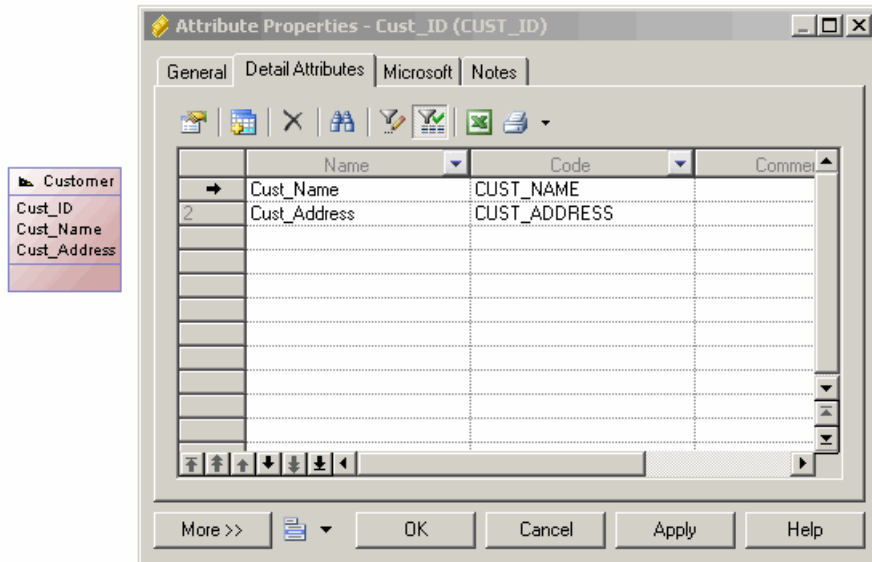 Customer
Cust_ID
Cust_Name
Cust_Address
Attribute Properties - Cust_ID (CUST_ID)
General Detail Attributes Microsoft Notes
Name Code Commen
Cust_Name CUST_NAME
2 Cust_Address CUST_ADDRESS
More >> OK Cancel Apply Help